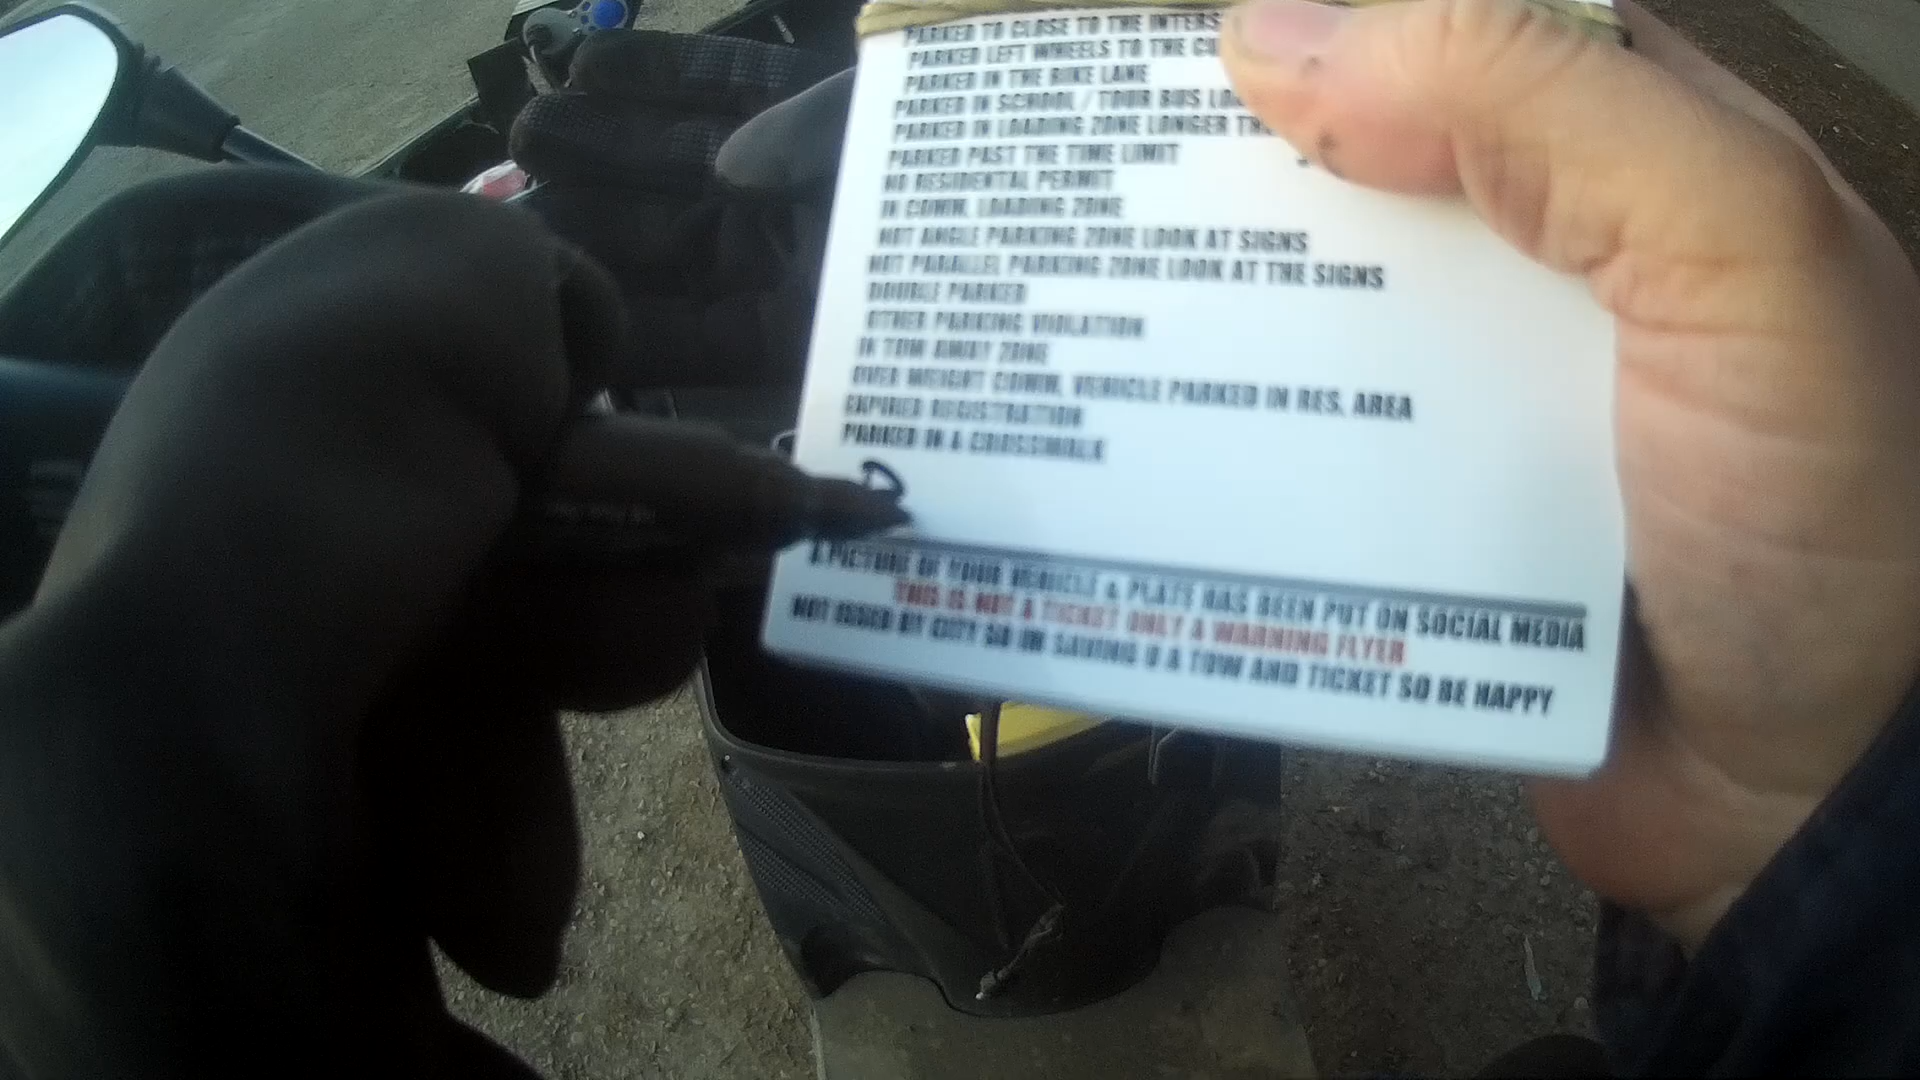 PARKED TO CLOSE TO THE INTERS
PARKED LEFT WHEELS TO THE CU
PARKED IN THE BIKE LANE
PARKED IN SCHOOL / TOUR BUS LOA
PARKED IN LOADING ZONE LONGER THA
PARKED PAST THE TIME LIMIT
NO RESIDENTAL PERMIT
IN COMM. LOADING ZONE
NOT ANGLE PARKING ZONE LOOK AT SIGNS
NOT PARALLEL PARKING ZONE LOOK AT THE SIGNS
DOUBLE PARKED
OTHER PARKING VIOLATION
IN TOW AWAY ZONE
OVER WEIGHT COMM. VEHICLE PARKED IN RES. AREA
EXPIRED REGISTRATION
PARKED IN A CROSSWALK
A PICTURE OF YOUR VEHICLE & PLATE HAS BEEN PUT ON SOCIAL MEDIA
THIS IS NOT A TICKET ONLY A WARNING FLYER
NOT ISSUED BY CITY SO IM SAVING U A TOW AND TICKET SO BE HAPPY